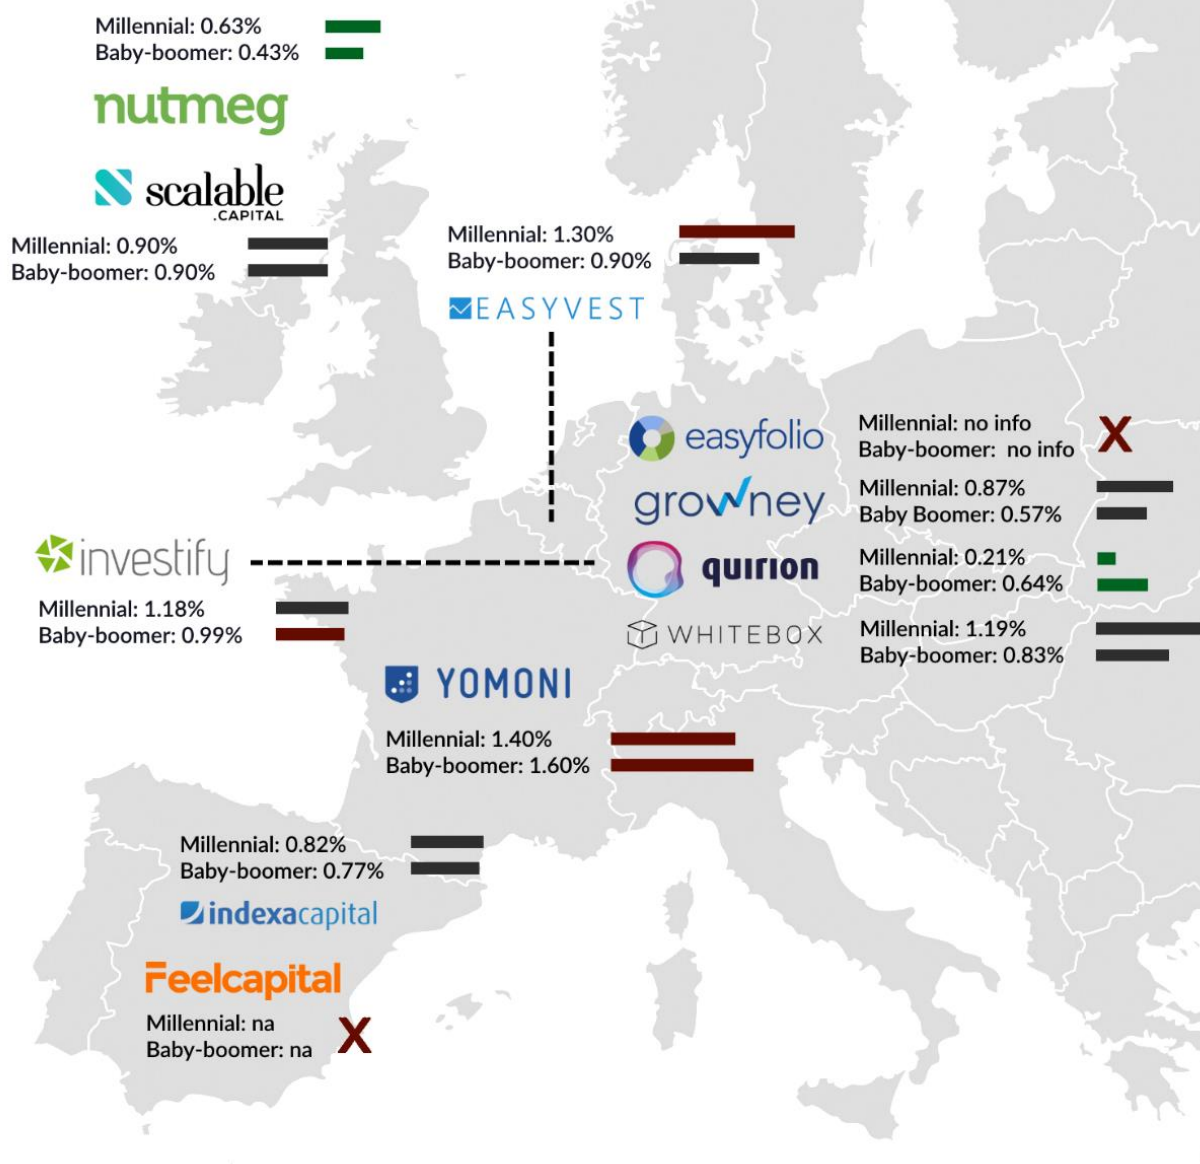 Millennial: 0.63%
Baby-boomer: 0.43%
nutmeg
scalable
.CAPITAL
Millennial: 0.90%
Baby-boomer: 0.90%
Millennial: 1.30%
Baby-boomer: 0.90%
EASYVEST
easyfolio
Millennial: no info
Baby-boomer: no info
X
growney
Millennial: 0.87%
Baby Boomer: 0.57%
investify
Millennial: 1.18%
Baby-boomer: 0.99%
quirion
Millennial: 0.21%
Baby-boomer: 0.64%
WHITEBOX
Millennial: 1.19%
Baby-boomer: 0.83%
YOMONI
Millennial: 1.40%
Baby-boomer: 1.60%
Millennial: 0.82%
Baby-boomer: 0.77%
indexacapital
Feelcapital
Millennial: na
Baby-boomer: na
X